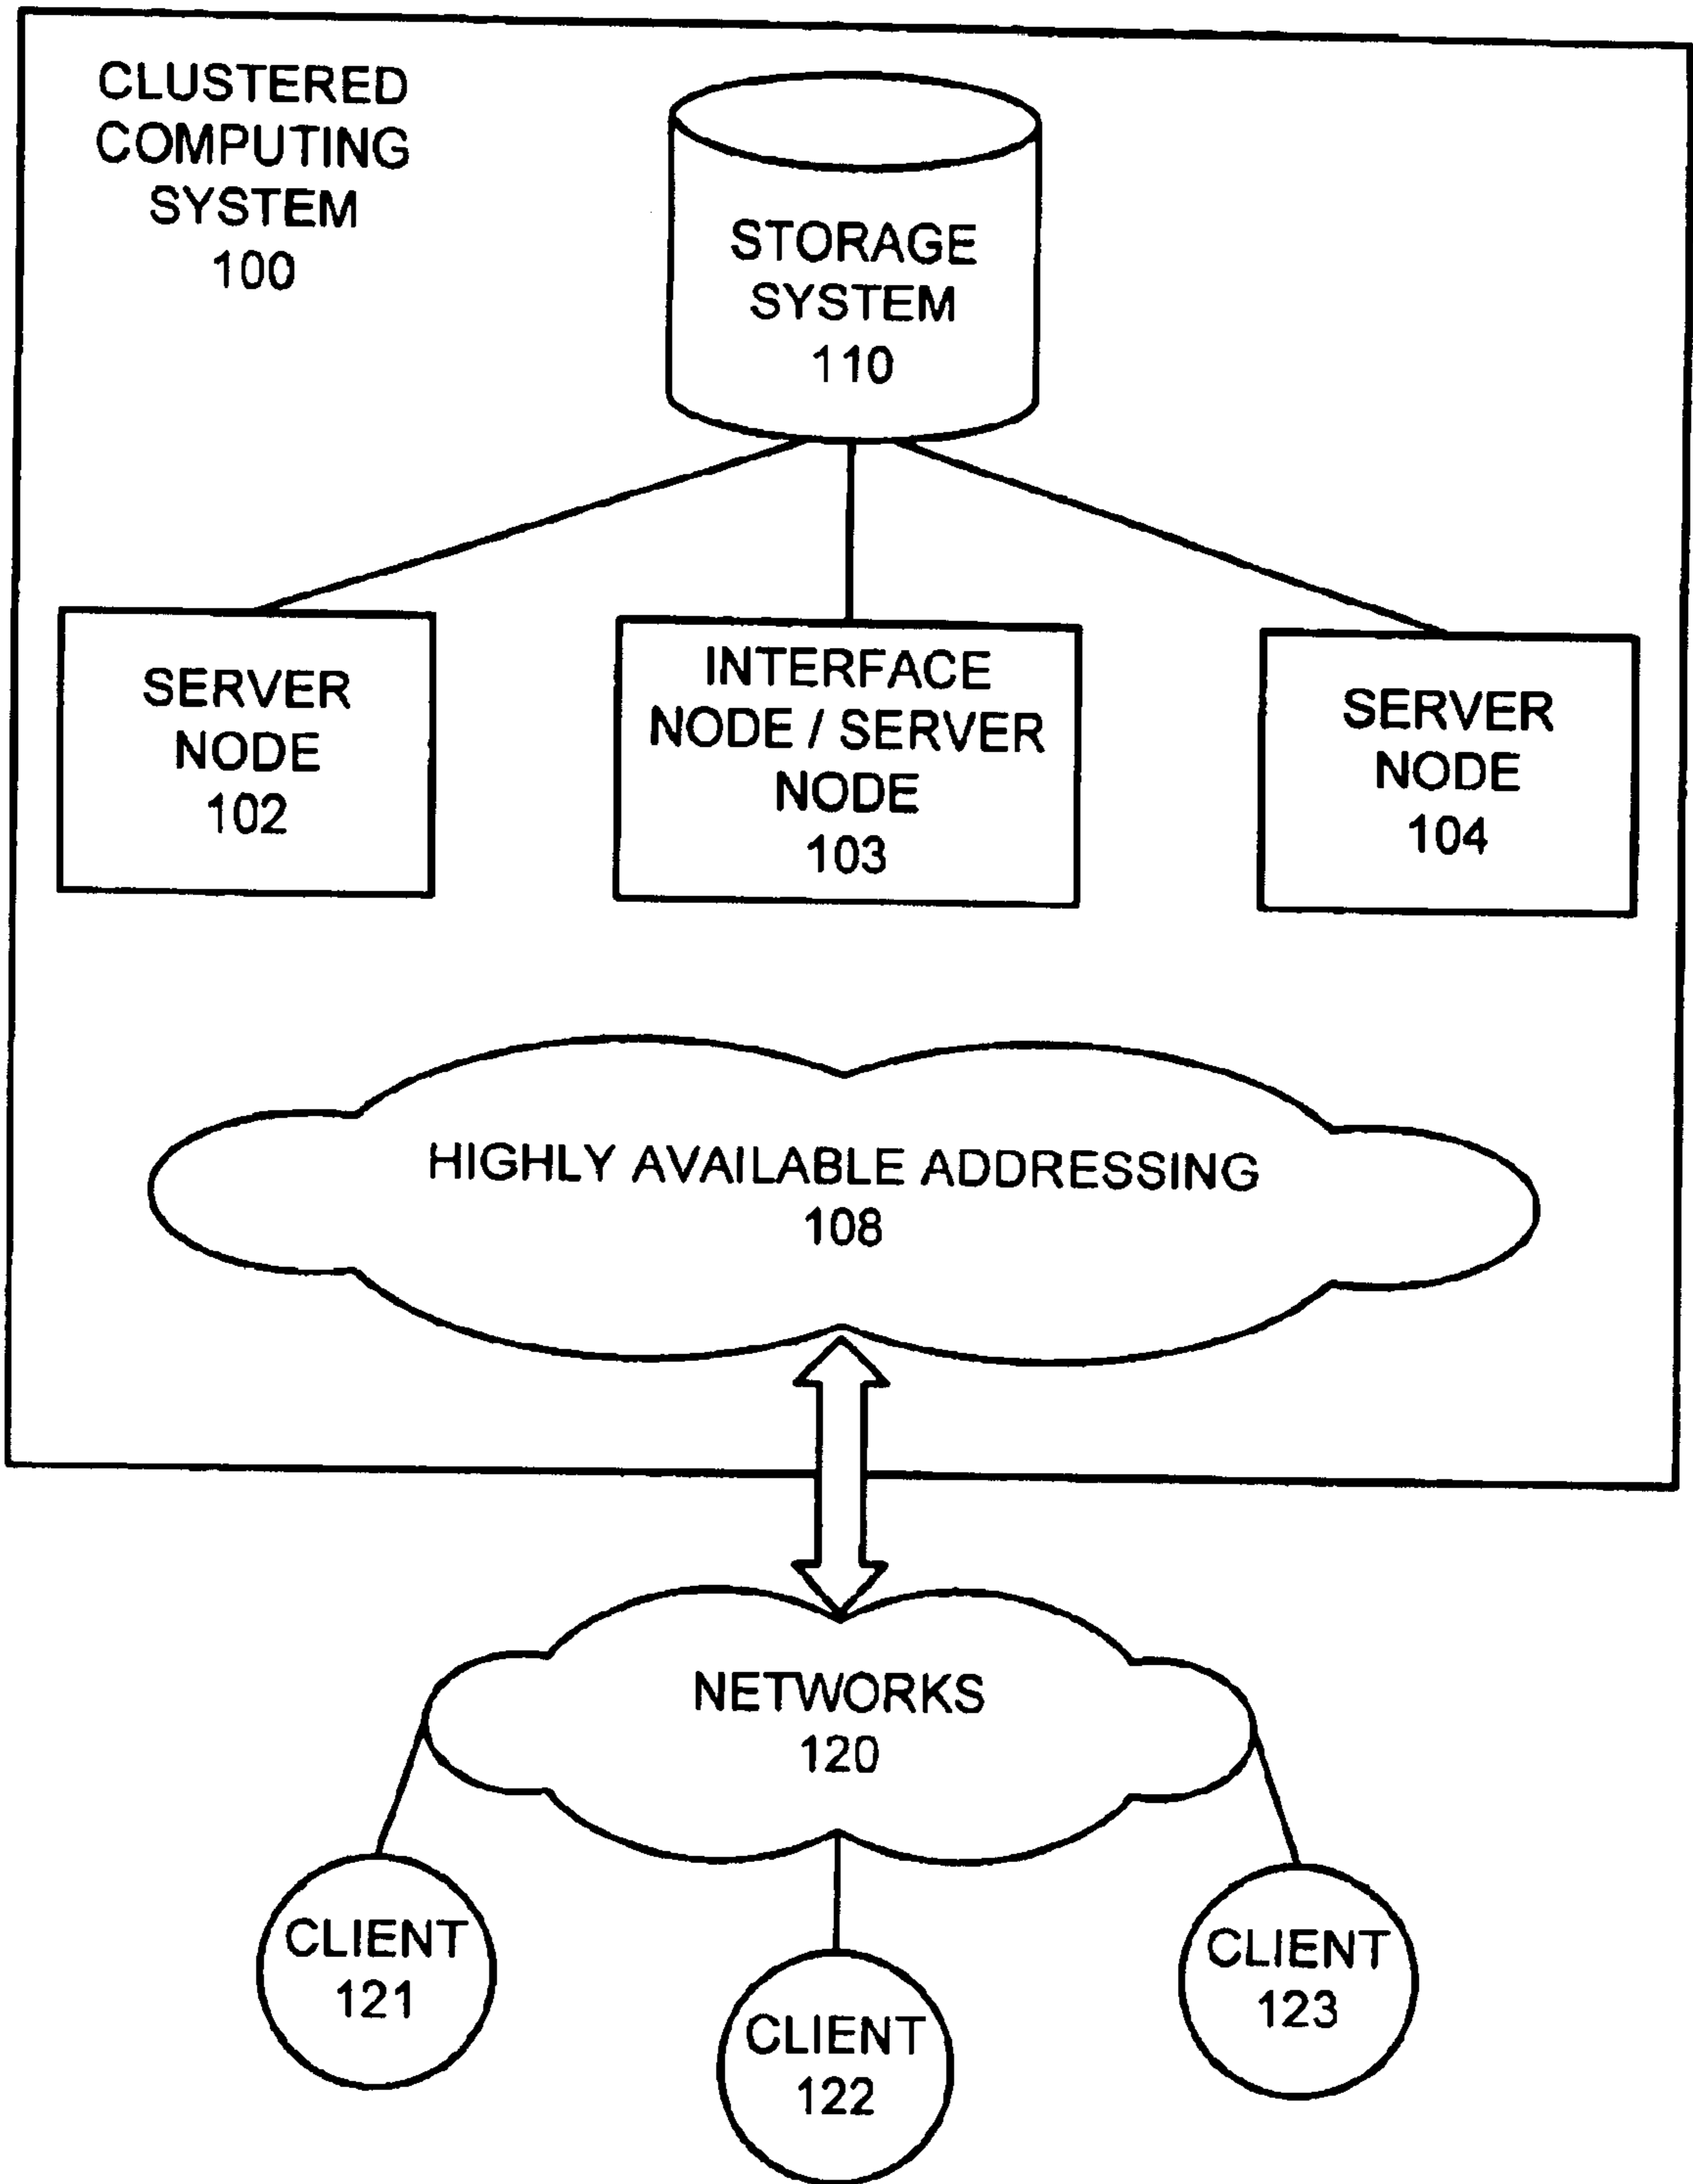 CLUSTERED
COMPUTING
SYSTEM
100
STORAGE
SYSTEM
110
SERVER
NODE
102
INTERFACE
NODE / SERVER
NODE
103
SERVER
NODE
104
HIGHLY AVAILABLE ADDRESSING
108
NETWORKS
120
CLIENT
121
CLIENT
122
CLIENT
123